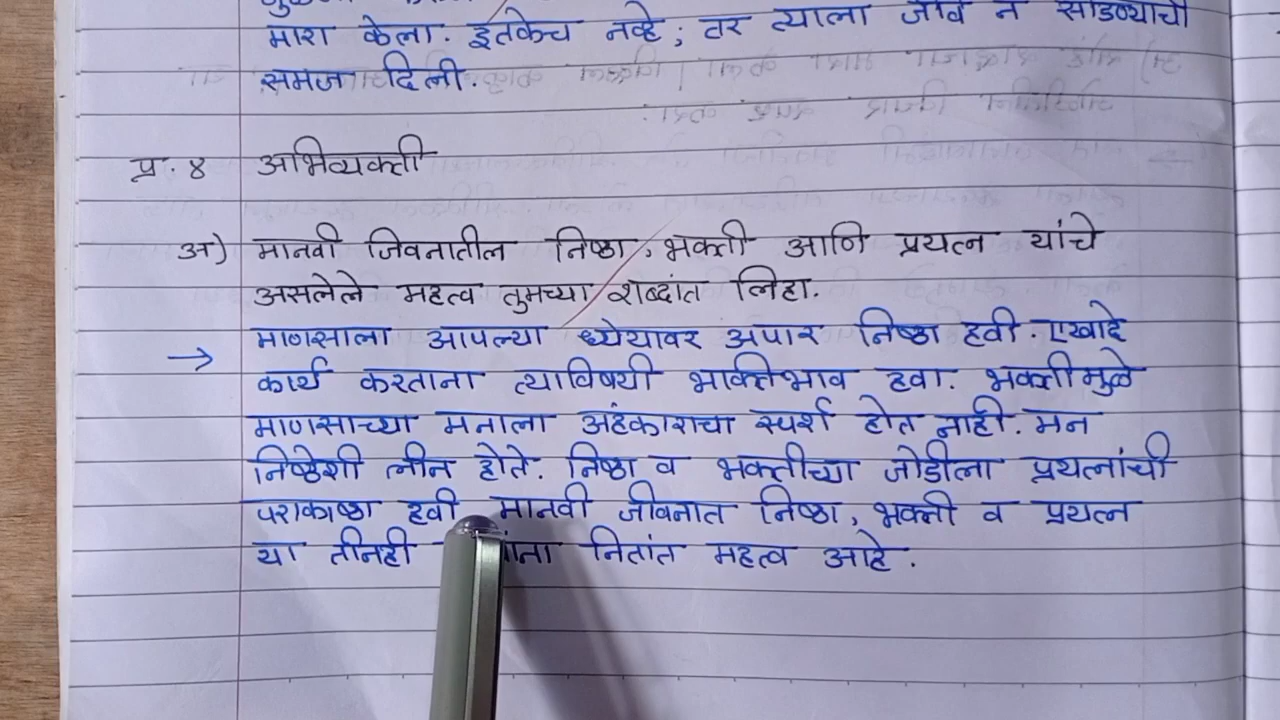 मारा केला. इतकेच नव्हे; तर त्याला जीव न सोडण्याची
समज दिली.
प्र. ४ अभिव्यक्ती
अ) मानवी जिवनातील निष्ठा, भक्ती आणि प्रयत्न यांचे
असलेले महत्व तुमच्या शब्दांत लिहा.
→ माणसाला आपल्या ध्येयावर अपार निष्ठा हवी. एखादे
कार्य करताना त्याविषयी भक्तिभाव हवा. भक्तीमुळे
माणसाच्या मनाला अहंकाराचा स्पर्श होत नाही. मन
निष्ठेशी लीन होते. निष्ठा व भक्तीच्या जोडीला प्रयत्नांची
पराकाष्ठा हवी मानवी जीवनात निष्ठा, भक्ती व प्रयत्न
या तीनही नितांत महत्व आहे.